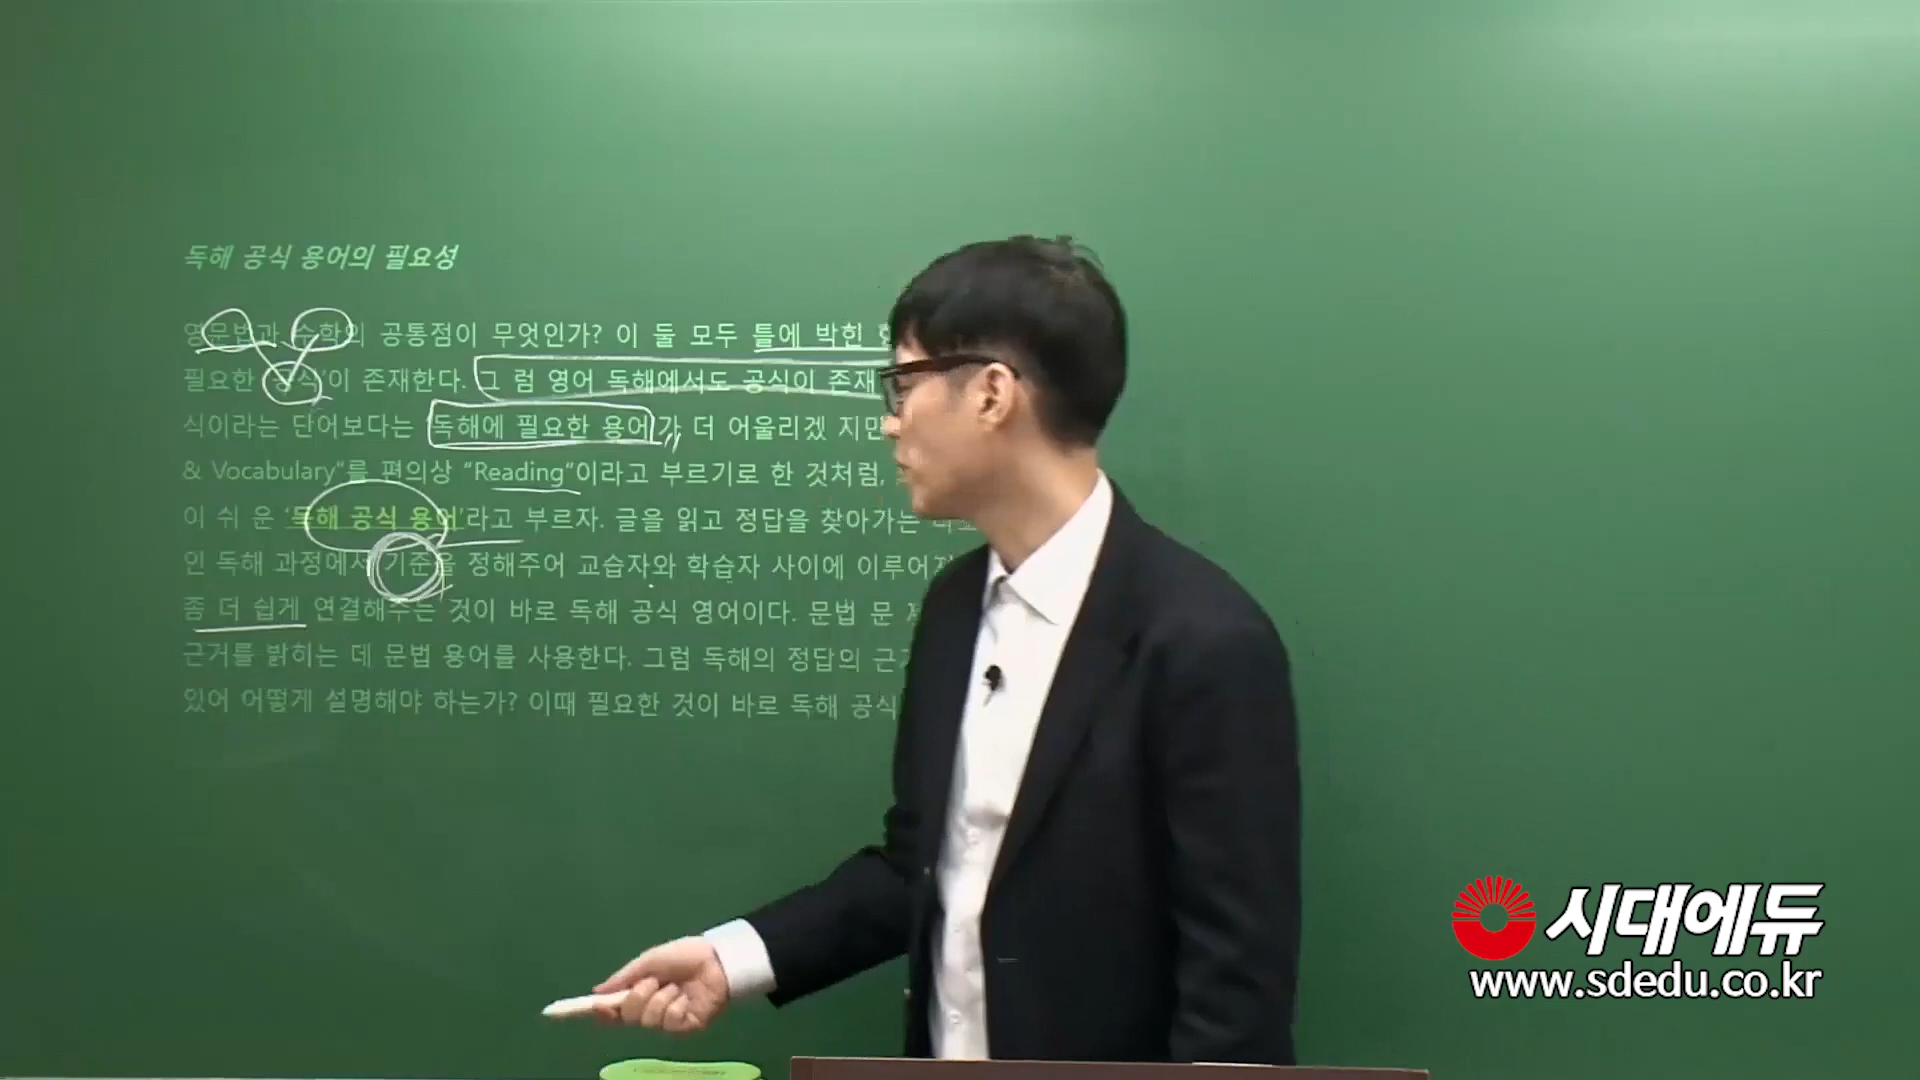 독해 공식 용어의 필요성
영문법과 수학의 공통점이 무엇인가? 이 둘 모두 틀에 박힌
필요한 '공식'이 존재한다. 그 럼 영어 독해에서도 공식이 존재
식이라는 단어보다는 '독해에 필요한 용어'가 더 어울리겠 지만
& Vocabulary"를 편의상 "Reading"이라고 부르기로 한 것처럼,
이 쉬 운 '독해 공식 용어'라고 부르자. 글을 읽고 정답을 찾아가는
인 독해 과정에서 기준을 정해주어 교습자와 학습자 사이에 이루어지
좀 더 쉽게 연결해주는 것이 바로 독해 공식 영어이다. 문법 문
근거를 밝히는 데 문법 용어를 사용한다. 그럼 독해의 정답의 근거
있어 어떻게 설명해야 하는가? 이때 필요한 것이 바로 독해 공식
시대에듀
www.sdedu.co.kr